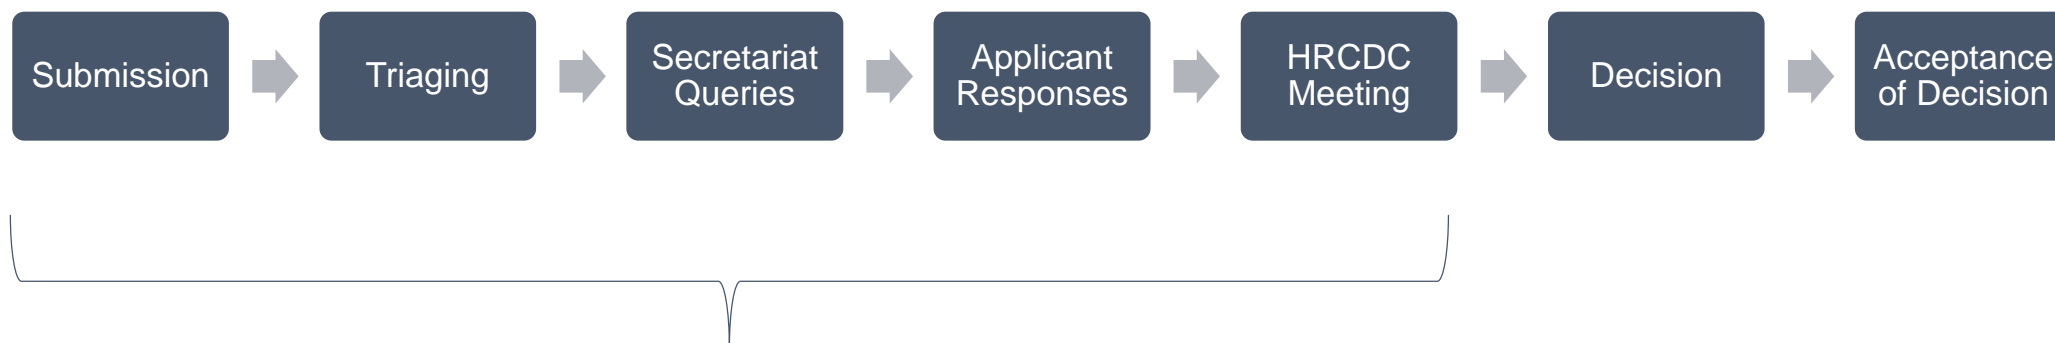 Submission
Triaging
Secretariat
Queries
Applicant
Responses
HRCDC
Meeting
Decision
Acceptance
of Decision